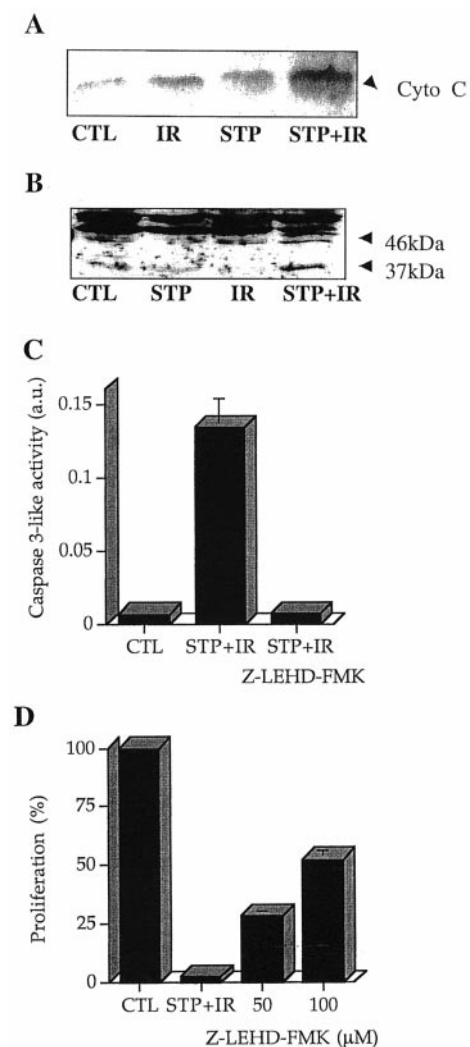 A
Cyto C
CTL IR STP STP+IR
B
46kDa
37kDa
CTL STP IR STP+IR
C
Caspase 3-like activity (a.u.)
0.15
0.1
0.05
0
CTL STP+IR STP+IR
Z-LEHD-FMK
D
Proliferation (%)
100
75
50
25
0
CTL STP+IR 50 100
Z-LEHD-FMK (μM)